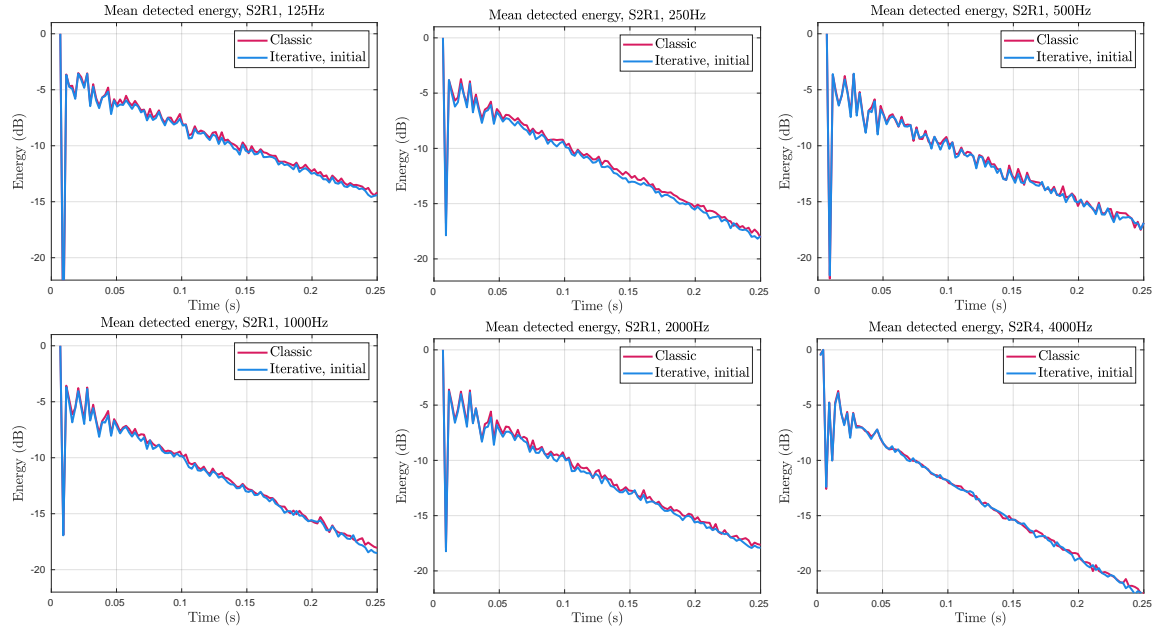 Mean detected energy, S2R1, 125Hz
Mean detected energy, S2R1, 250Hz
Mean detected energy, S2R1, 500Hz
Classic
Iterative, initial
Classic
Iterative, initial
Classic
Iterative, initial
Energy (dB)
0
-5
-10
-15
-20
Energy (dB)
0
-5
-10
-15
-20
Energy (dB)
0
-5
-10
-15
-20
0 0.05 0.1 0.15 0.2 0.25
0 0.05 0.1 0.15 0.2 0.25
0 0.05 0.1 0.15 0.2 0.25
Time (s)
Time (s)
Time (s)
Mean detected energy, S2R1, 1000Hz
Mean detected energy, S2R1, 2000Hz
Mean detected energy, S2R4, 4000Hz
Classic
Iterative, initial
Classic
Iterative, initial
Classic
Iterative, initial
Energy (dB)
0
-5
-10
-15
-20
Energy (dB)
0
-5
-10
-15
-20
Energy (dB)
0
-5
-10
-15
-20
0 0.05 0.1 0.15 0.2 0.25
0 0.05 0.1 0.15 0.2 0.25
0 0.05 0.1 0.15 0.2 0.25
Time (s)
Time (s)
Time (s)